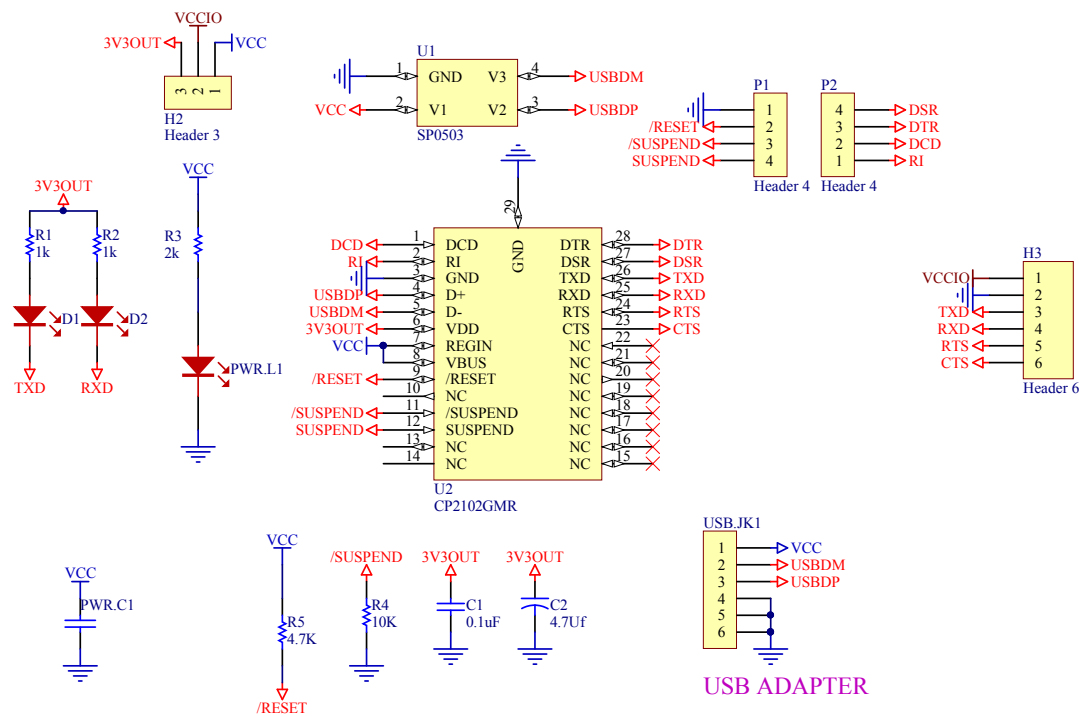 VCCIO
3V3OUT
VCC
3 2 1
H2
Header 3
U1
1 GND V3 4 USBDM
VCC 2 V1 V2 3 USBDP
SP0503
P1
1
/RESET 2
/SUSPEND 3
SUSPEND 4
Header 4
P2
4 DSR
3 DTR
2 DCD
1 RI
Header 4
3V3OUT
R1
1k
R2
1k
D1
D2
TXD
RXD
VCC
R3
2k
PWR.L1
29
GND
DCD 1 DCD DTR 28 DTR
RI 2 RI DSR 27 DSR
3 GND TXD 26 TXD
USBDP 4 D+ RXD 25 RXD
USBDM 5 D- RTS 24 RTS
3V3OUT 6 VDD CTS 23 CTS
VCC 7 REGIN NC 22
8 VBUS NC 21
/RESET 9 /RESET NC 20
10 NC NC 19
/SUSPEND 11 /SUSPEND NC 18
SUSPEND 12 SUSPEND NC 17
13 NC NC 16
14 NC NC 15
U2
CP2102GMR
H3
VCCIO 1
2
TXD 3
RXD 4
RTS 5
CTS 6
Header 6
VCC
PWR.C1
VCC
R5
4.7K
/RESET
/SUSPEND
R4
10K
3V3OUT
C1
0.1uF
3V3OUT
C2
4.7Uf
USB.JK1
1 VCC
2 USBDM
3 USBDP
4
5
6
USB ADAPTER